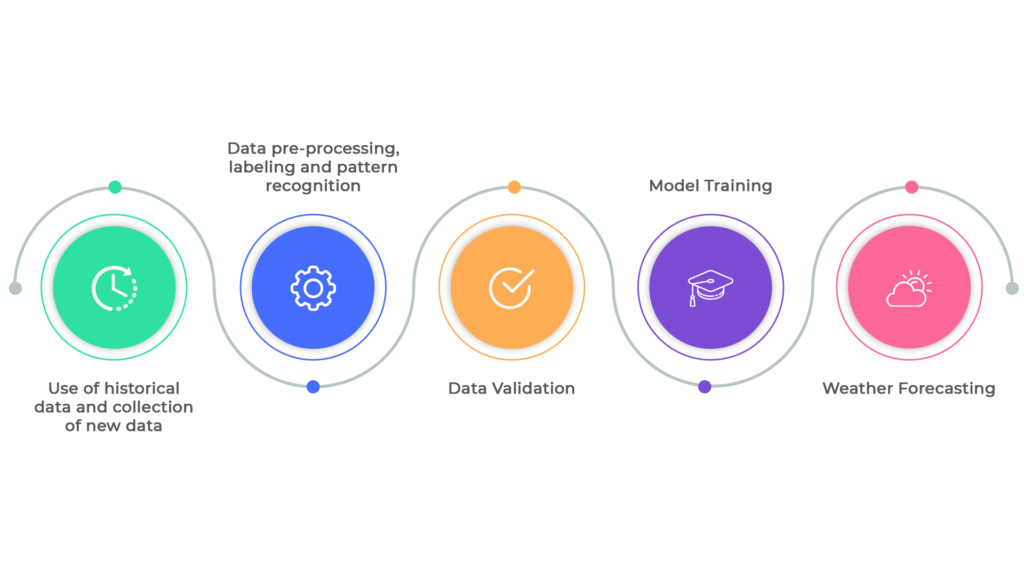 Use of historical
data and collection
of new data
Data pre-processing,
labeling and pattern
recognition
Data Validation
Model Training
Weather Forecasting